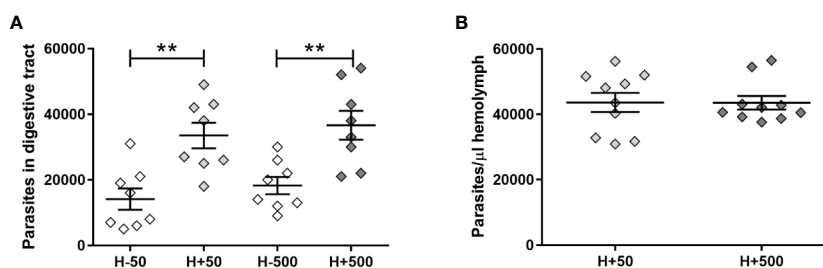 A
Parasites in digestive tract
60000
40000
20000
0
**
**
H-50
H+50
H-500
H+500
B
Parasites/µl hemolymph
60000
40000
20000
0
H+50
H+500